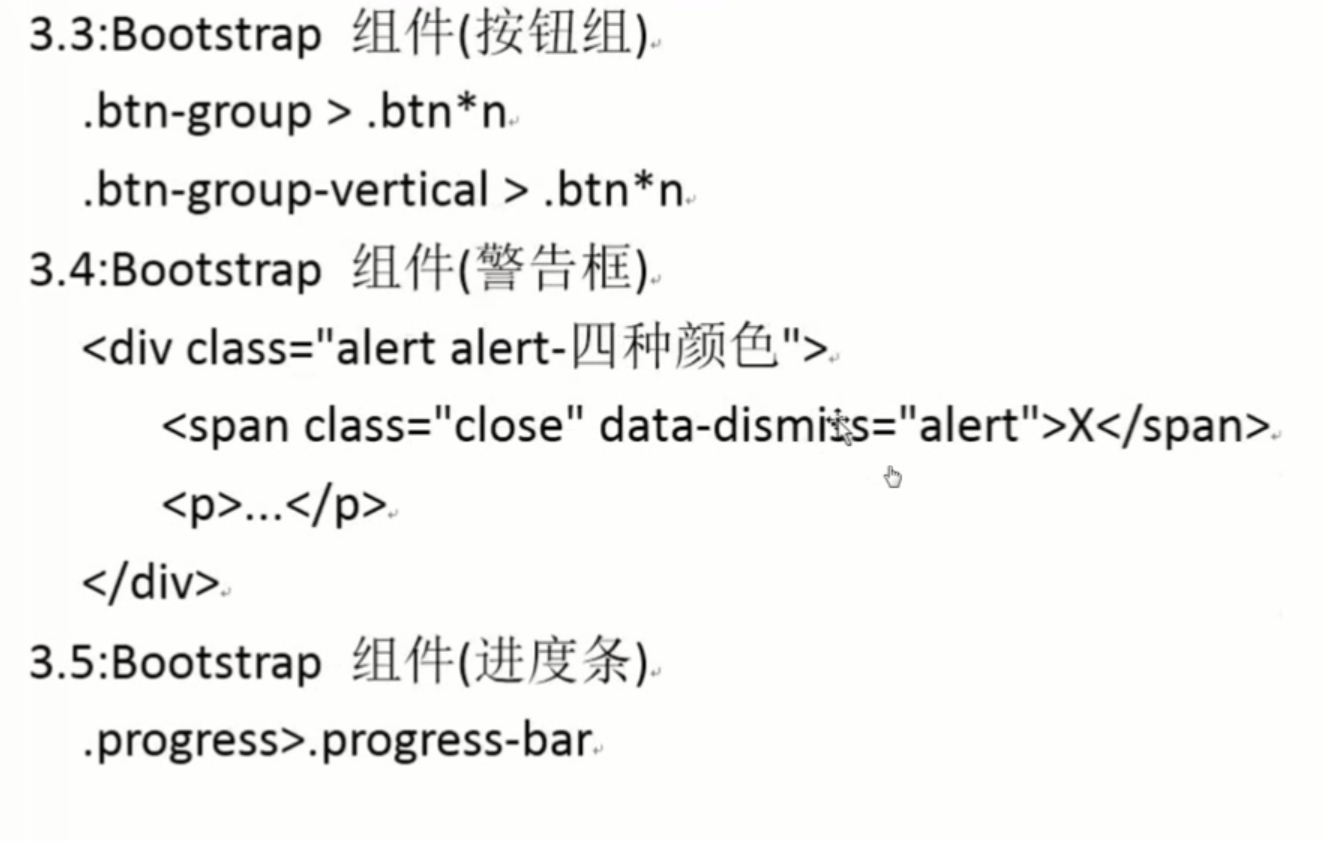 3.3:Bootstrap 组件(按钮组)
.btn-group > .btn*n
.btn-group-vertical > .btn*n
3.4:Bootstrap 组件(警告框)
<div class="alert alert-四种颜色">
<span class="close" data-dismiss="alert">X</span>
<p>...</p>
</div>
3.5:Bootstrap 组件(进度条)
.progress>.progress-bar